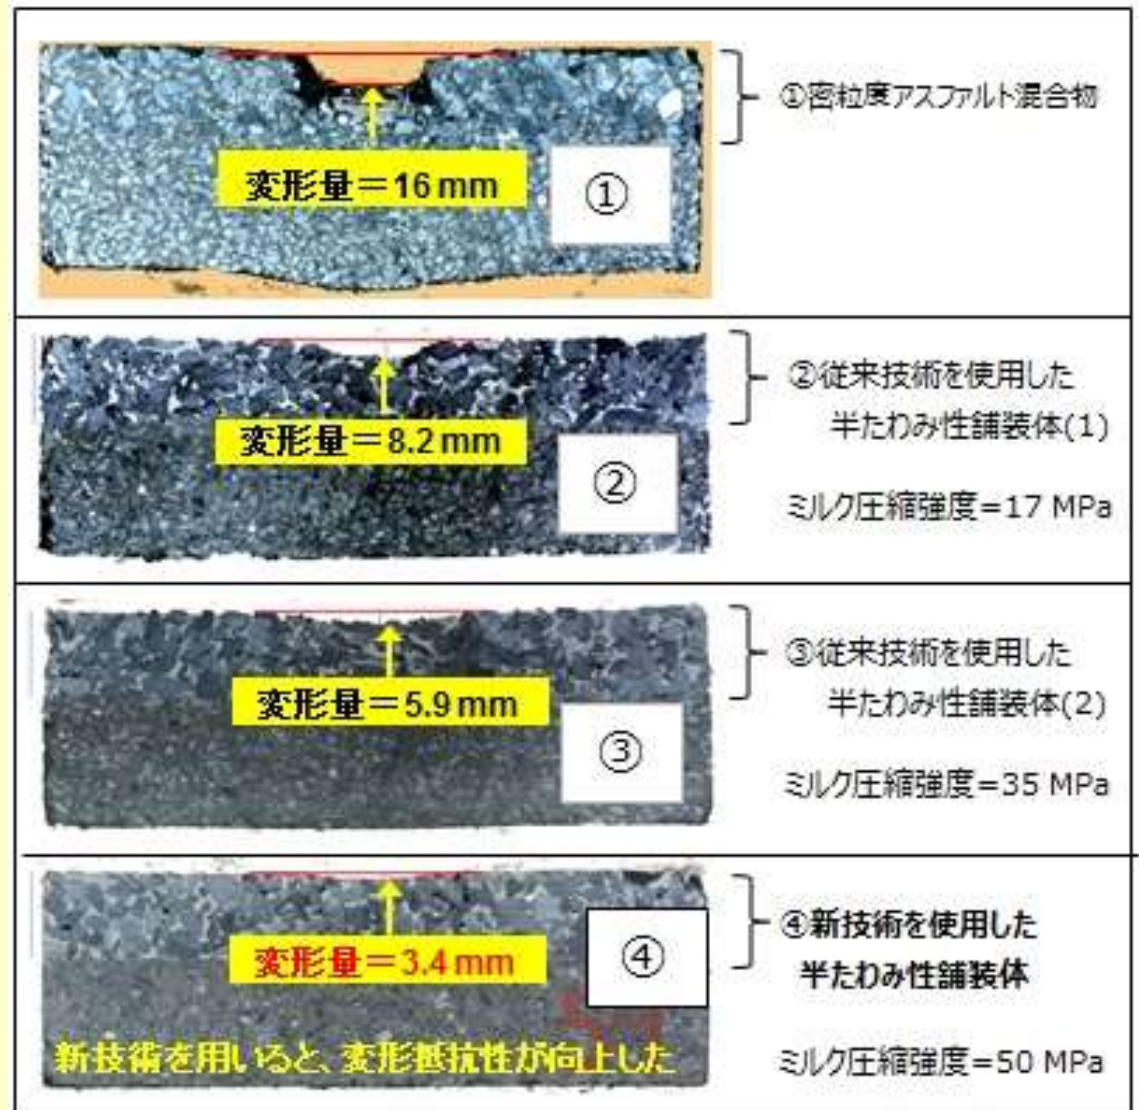 ①密粒度アスファルト混合物
変形量＝16 mm
①
②従来技術を使用した
半たわみ性舗装体(1)
変形量＝8.2 mm
②
ミルク圧縮強度=17 MPa
③従来技術を使用した
半たわみ性舗装体(2)
変形量＝5.9 mm
③
ミルク圧縮強度=35 MPa
④新技術を使用した
半たわみ性舗装体
変形量＝3.4 mm
④
新技術を用いると、変形抵抗性が向上した
ミルク圧縮強度=50 MPa